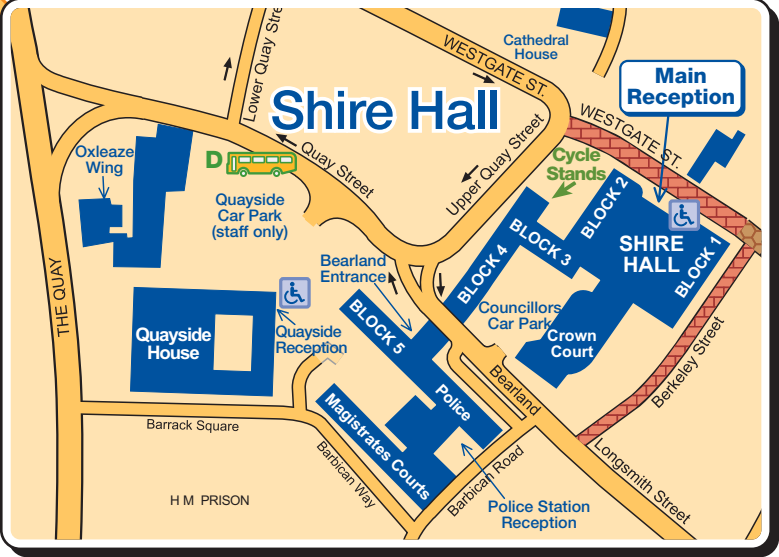 Lower Quay Stre
WESTGATE ST.
Cathedral
House
Main
Reception
Shire Hall
WESTGATE ST.
Oxleaze
Wing
D
Quay Street
Upper Quay Street
Cycle
Stands
Quayside
Car Park
(staff only)
BLOCK 2
BLOCK 3
SHIRE
HALL
BLOCK 1
BLOCK 4
Bearland
Entrance
THE QUAY
Councillors
Car Park
BLOCK 5
Quayside
House
Quayside
Reception
Crown
Court
Berkeley Street
Bearland
Police
Magistrates Courts
Barrack Square
Barbican Way
Barbican Road
Longsmith Street
H M PRISON
Police Station
Reception